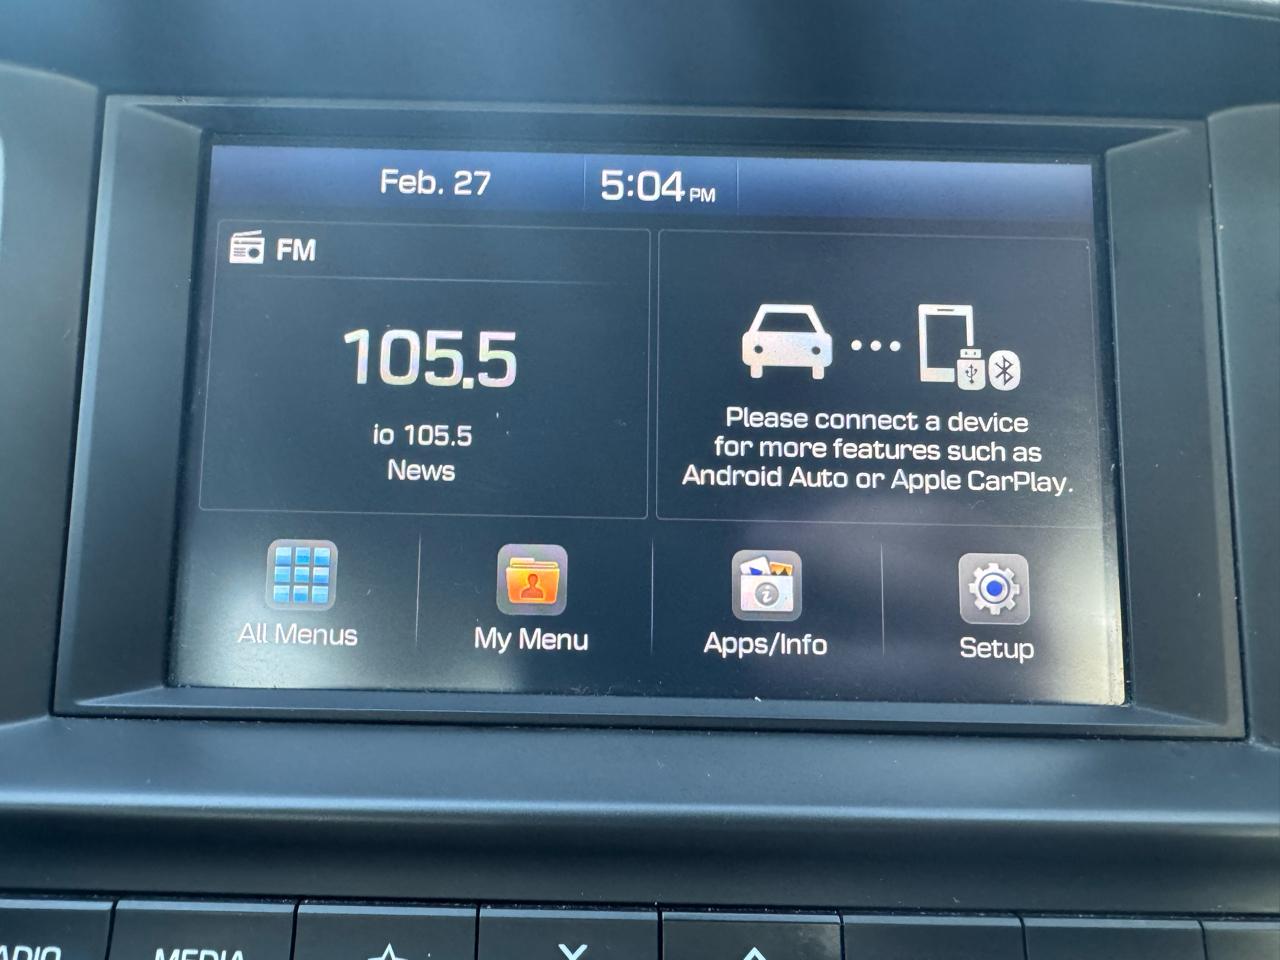 Feb. 27
5:04 PM
FM
105.5
io 105.5
News
Please connect a device
for more features such as
Android Auto or Apple CarPlay.
All Menus
My Menu
Apps/Info
Setup
ADIO
MEDIA